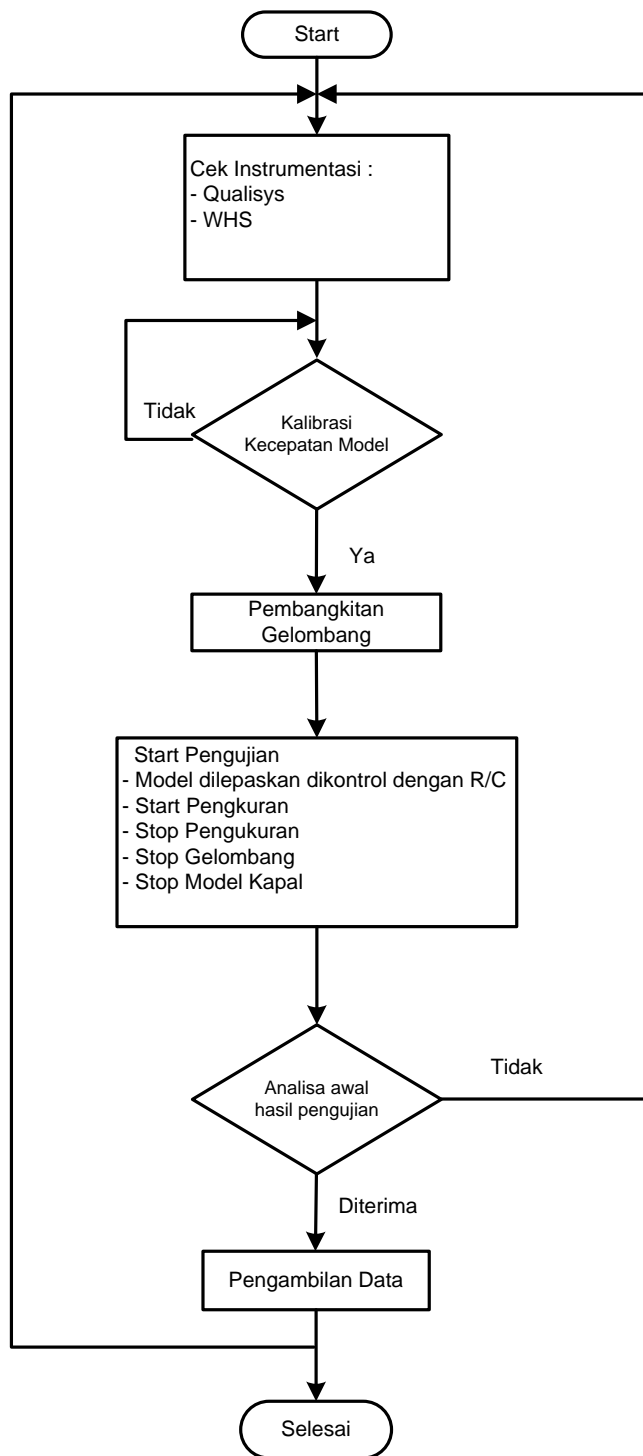 Start
Cek Instrumentasi :
- Qualisys
- WHS
Tidak
Kalibrasi
Kecepatan Model
Ya
Pembangkitan
Gelombang
Start Pengujian
- Model dilepaskan dikontrol dengan R/C
- Start Pengkuran
- Stop Pengukuran
- Stop Gelombang
- Stop Model Kapal
Tidak
Analisa awal
hasil pengujian
Diterima
Pengambilan Data
Selesai